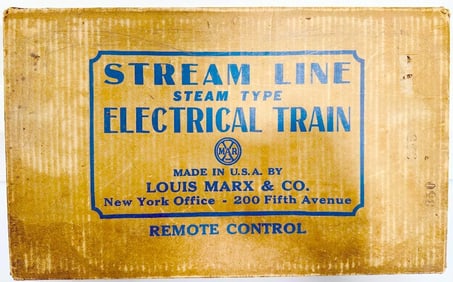 STREAM LINE
STEAM TYPE
ELECTRICAL TRAIN
MAR
MADE IN U.S.A. BY
LOUIS MARX & CO.
New York Office - 200 Fifth Avenue
REMOTE CONTROL